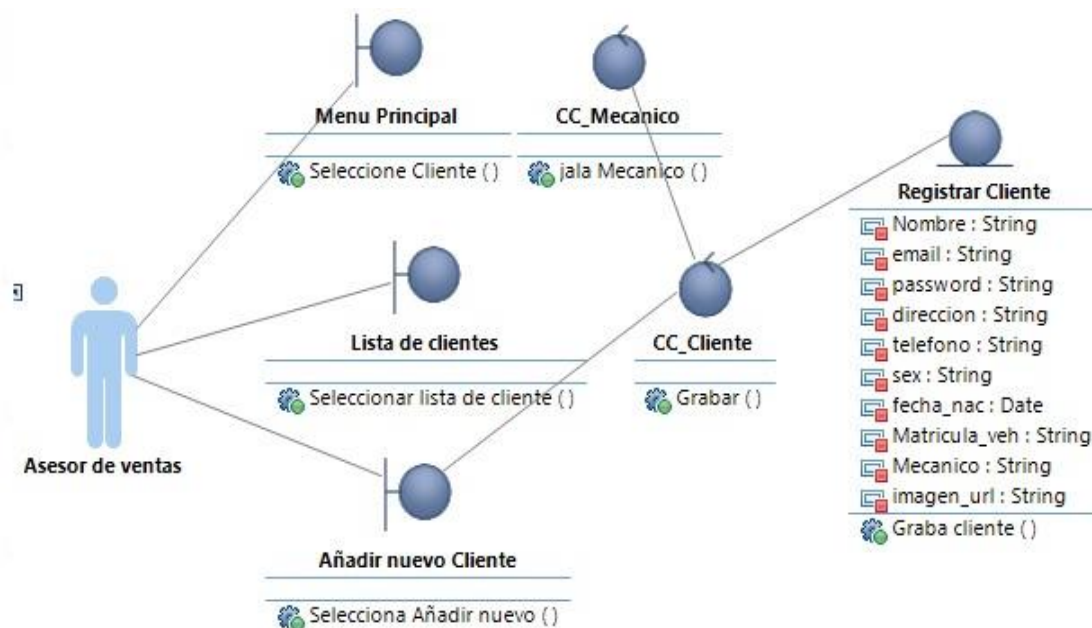 Menu Principal
Seleccione Cliente ( )
CC_Mecanico
jala Mecanico ( )
Registrar Cliente
Nombre : String
email : String
password : String
direccion : String
telefono : String
sex : String
fecha_nac : Date
Matricula_veh : String
Mecanico : String
imagen_url : String
Graba cliente ( )
Lista de clientes
Seleccionar lista de cliente ( )
CC_Cliente
Grabar ( )
Asesor de ventas
Añadir nuevo Cliente
Selecciona Añadir nuevo ( )